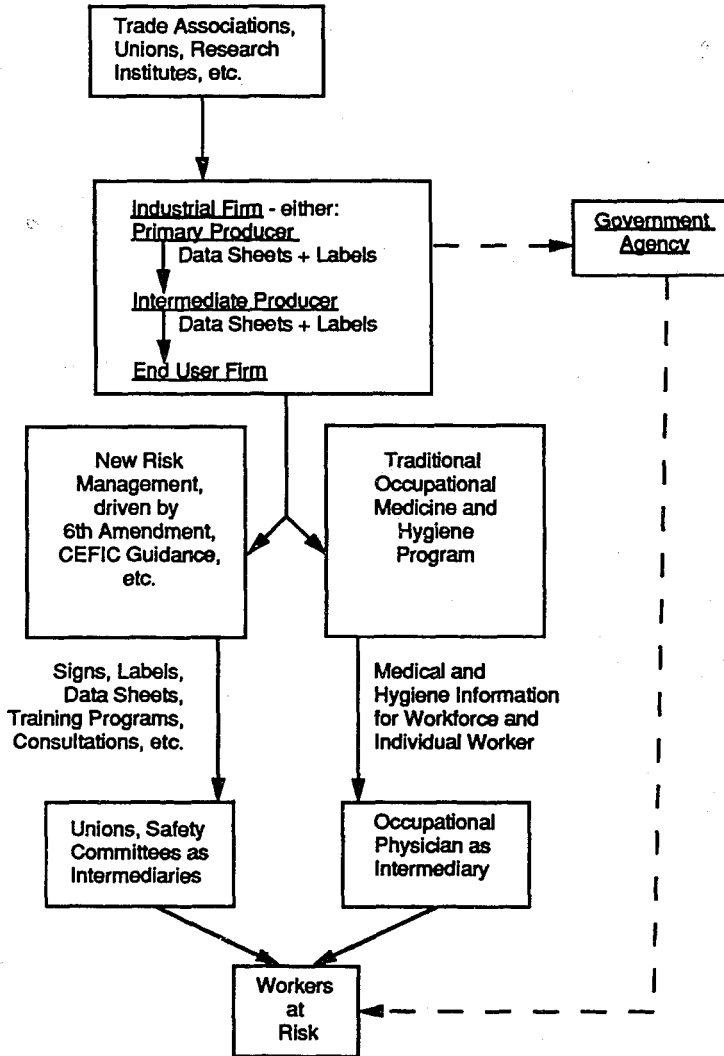 Trade Associations,
Unions, Research
Institutes, etc.
Industrial Firm - either:
Primary Producer
Data Sheets + Labels
Intermediate Producer
Data Sheets + Labels
End User Firm
Government
Agency
New Risk
Management,
driven by
6th Amendment,
CEFIC Guidance,
etc.
Traditional
Occupational
Medicine and
Hygiene
Program
Signs, Labels,
Data Sheets,
Training Programs,
Consultations, etc.
Medical and
Hygiene Information
for Workforce and
Individual Worker
Unions, Safety
Committees as
Intermediaries
Occupational
Physician as
Intermediary
Workers
at
Risk